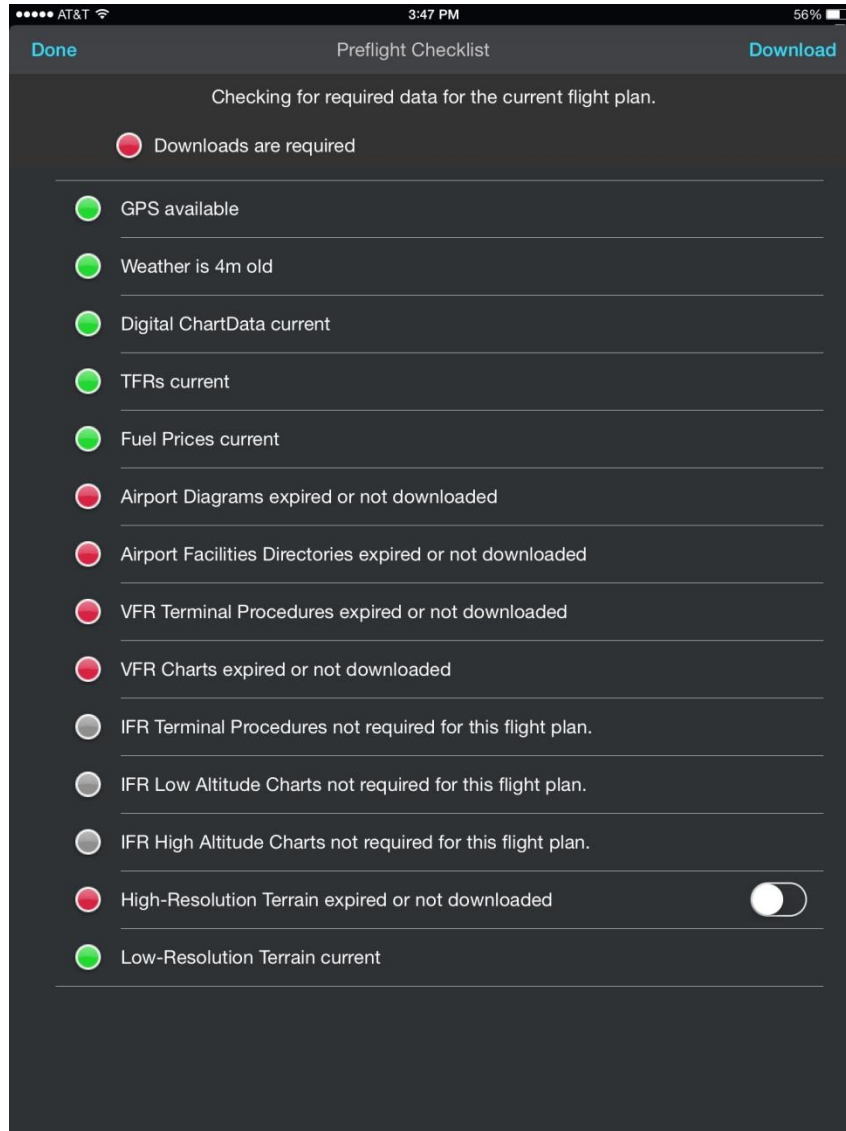 AT&T 3:47 PM 56%
Done Preflight Checklist Download
Checking for required data for the current flight plan.
Downloads are required
GPS available
Weather is 4m old
Digital ChartData current
TFRs current
Fuel Prices current
Airport Diagrams expired or not downloaded
Airport Facilities Directories expired or not downloaded
VFR Terminal Procedures expired or not downloaded
VFR Charts expired or not downloaded
IFR Terminal Procedures not required for this flight plan.
IFR Low Altitude Charts not required for this flight plan.
IFR High Altitude Charts not required for this flight plan.
High-Resolution Terrain expired or not downloaded
Low-Resolution Terrain current